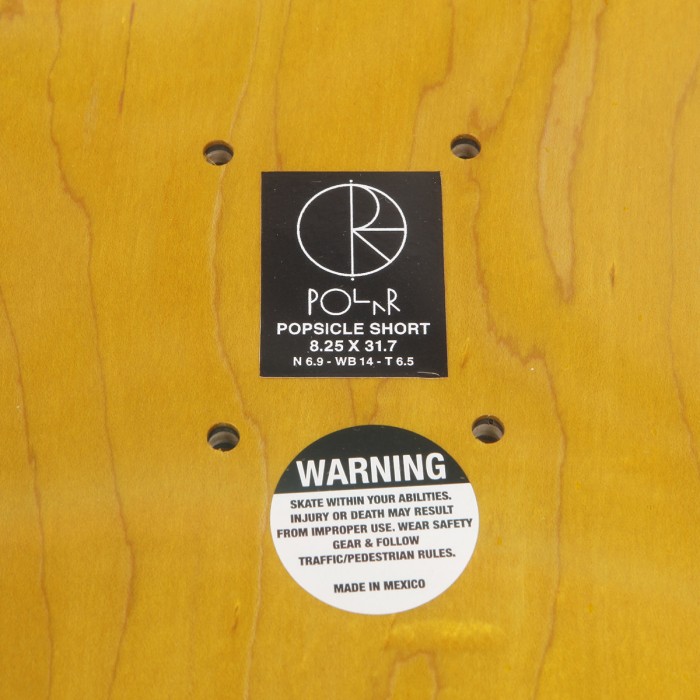 POLAR
POPSICLE SHORT
8.25 X 31.7
N 6.9 - WB 14 - T 6.5
WARNING
SKATE WITHIN YOUR ABILITIES.
INJURY OR DEATH MAY RESULT
FROM IMPROPER USE. WEAR SAFETY
GEAR & FOLLOW
TRAFFIC/PEDESTRIAN RULES.
MADE IN MEXICO